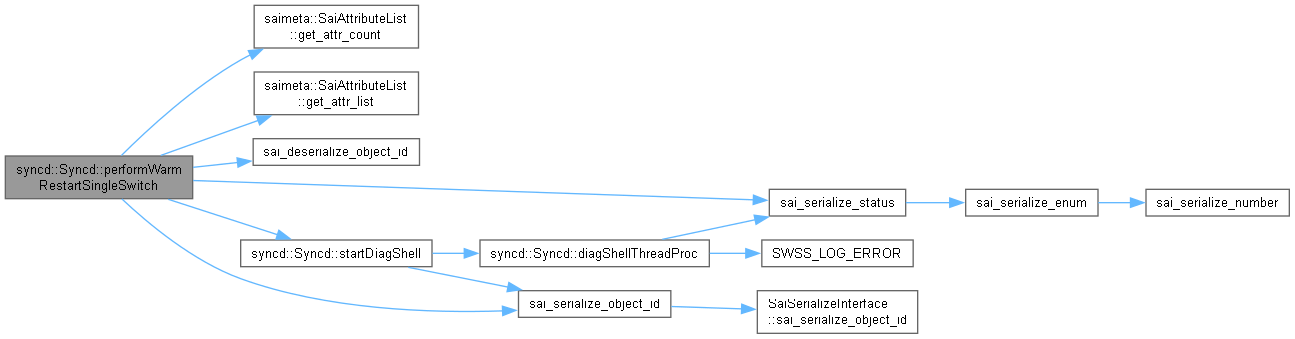 saimeta::SaiAttributeList
::get_attr_count
saimeta::SaiAttributeList
::get_attr_list
sai_deserialize_object_id
syncd::Syncd::performWarm
RestartSingleSwitch
sai_serialize_status
sai_serialize_enum
sai_serialize_number
syncd::Syncd::startDiagShell
syncd::Syncd::diagShellThreadProc
SWSS_LOG_ERROR
sai_serialize_object_id
SaiSerializeInterface
::sai_serialize_object_id